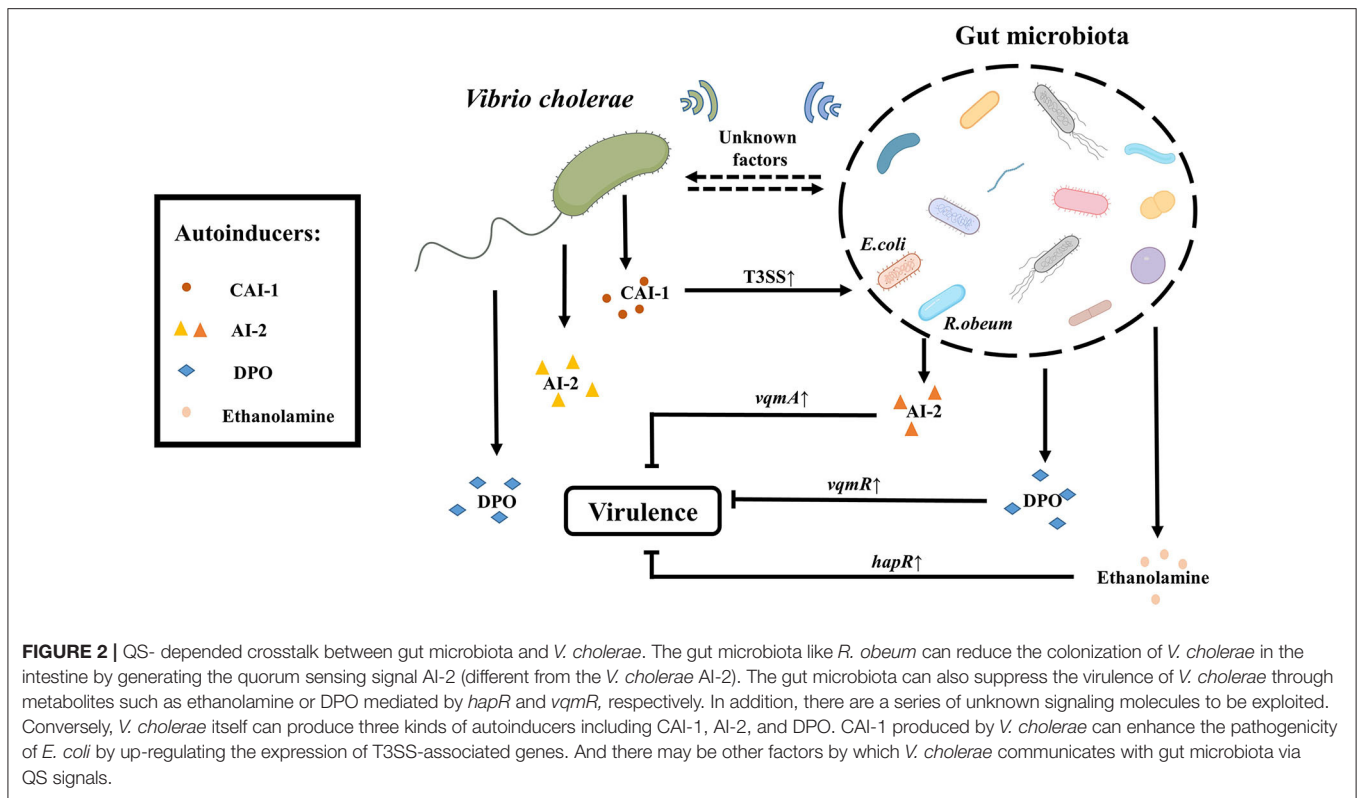 Gut microbiota
Vibrio cholerae
Unknown
factors
Autoinducers:
CAI-1
AI-2
DPO
Ethanolamine
E.coli
R.obeum
CAI-1
T3SS↑
AI-2
AI-2
vqmA↑
DPO
Virulence
vqmR↑
DPO
hapR↑
Ethanolamine
FIGURE 2 | QS- depended crosstalk between gut microbiota and V. cholerae. The gut microbiota like R. obeum can reduce the colonization of V. cholerae in the
intestine by generating the quorum sensing signal AI-2 (different from the V. cholerae AI-2). The gut microbiota can also suppress the virulence of V. cholerae through
metabolites such as ethanolamine or DPO mediated by hapR and vqmR, respectively. In addition, there are a series of unknown signaling molecules to be exploited.
Conversely, V. cholerae itself can produce three kinds of autoinducers including CAI-1, AI-2, and DPO. CAI-1 produced by V. cholerae can enhance the pathogenicity
of E. coli by up-regulating the expression of T3SS-associated genes. And there may be other factors by which V. cholerae communicates with gut microbiota via
QS signals.